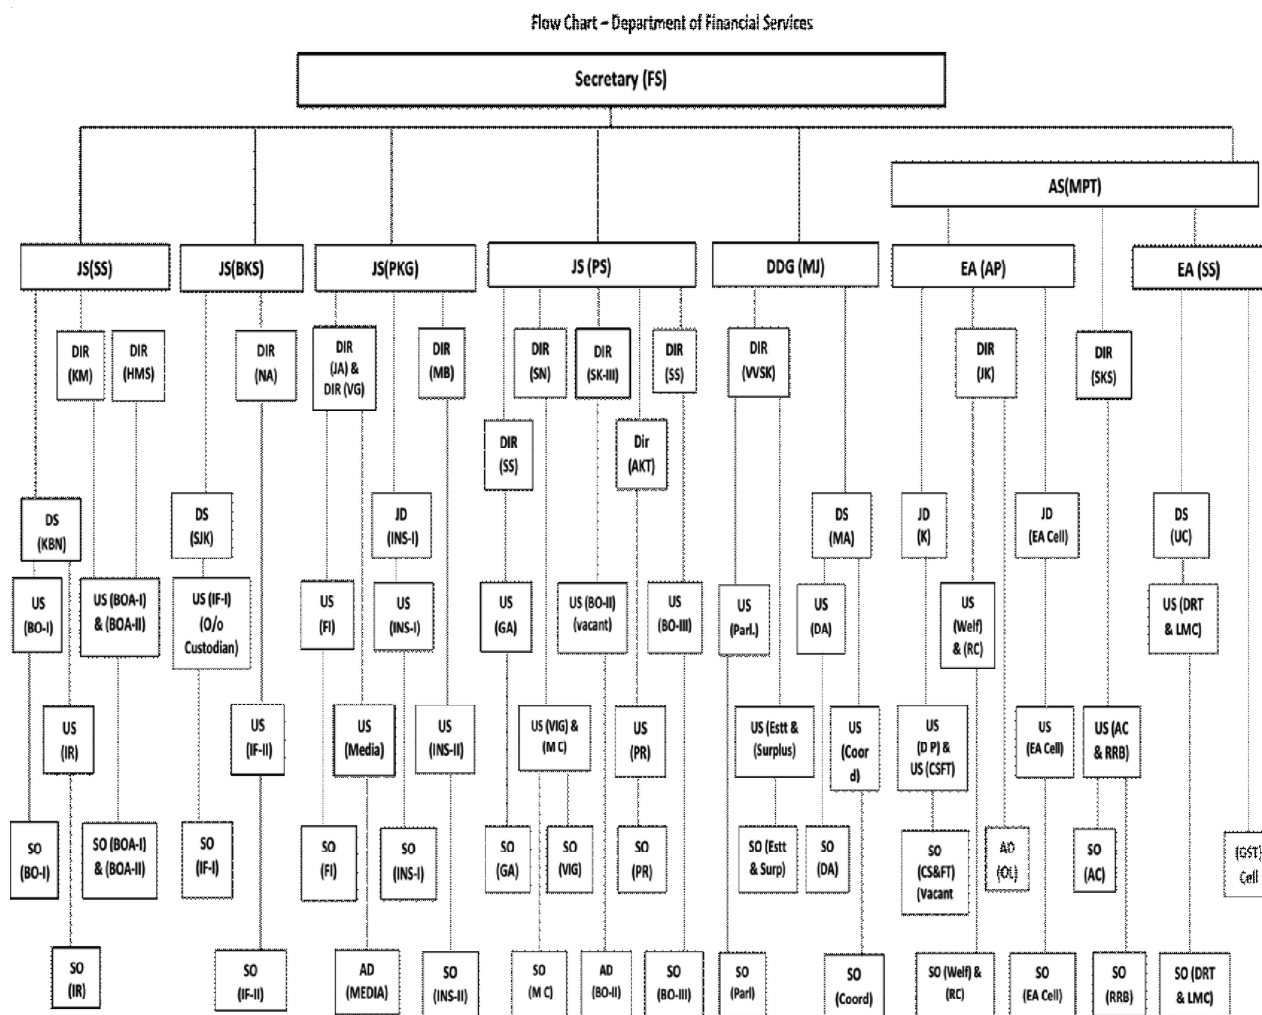 Flow Chart – Department of Financial Services
Secretary (FS)
AS(MPT)
JS(SS)
JS(BKS)
JS(PKG)
JS (PS)
DDG (MJ)
EA (AP)
EA (SS)
DIR
(KM)
DIR
(HMS)
DIR
(NA)
DIR
(JA) &
DIR (VG)
DIR
(MB)
DIR
(SN)
DIR
(SK-III)
DIR
(SS)
DIR
(VVSK)
DIR
(JK)
DIR
(SKS)
DIR
(SS)
Dir
(AKT)
DS
(KBN)
DS
(SJK)
JD
(INS-I)
DS
(MA)
JD
(K)
JD
(EA Cell)
DS
(UC)
US
(BO-I)
US (BOA-I)
& (BOA-II)
US (IF-I)
(O/o
Custodian)
US
(FI)
US
(INS-I)
US
(GA)
US (BO-II)
(vacant)
US
(BO-III)
US
(Parl.)
US
(DA)
US
(Welf)
& (RC)
US (DRT
& LMC)
US
(IR)
US
(IF-II)
US
(Media)
US
(INS-II)
US (VIG) &
(M C)
US
(PR)
US (Estt &
(Surplus)
US
(Coor
d)
US
(D P) &
US (CSFT)
US
(EA Cell)
US (AC
& RRB)
SO
(BO-I)
SO (BOA-I)
& (BOA-II)
SO
(IF-I)
SO
(FI)
SO
(INS-I)
SO
(GA)
SO
(VIG)
SO
(PR)
SO (Estt
& Surp)
SO
(DA)
SO
(CS&FT)
(Vacant
AD
(OL)
SO
(AC)
(GST)
Cell
SO
(IR)
SO
(IF-II)
AD
(MEDIA)
SO
(INS-II)
SO
(M C)
AD
(BO-II)
SO
(BO-III)
SO
(Parl)
SO
(Coord)
SO (Welf) &
(RC)
SO
(EA Cell)
SO
(RRB)
SO (DRT
& LMC)